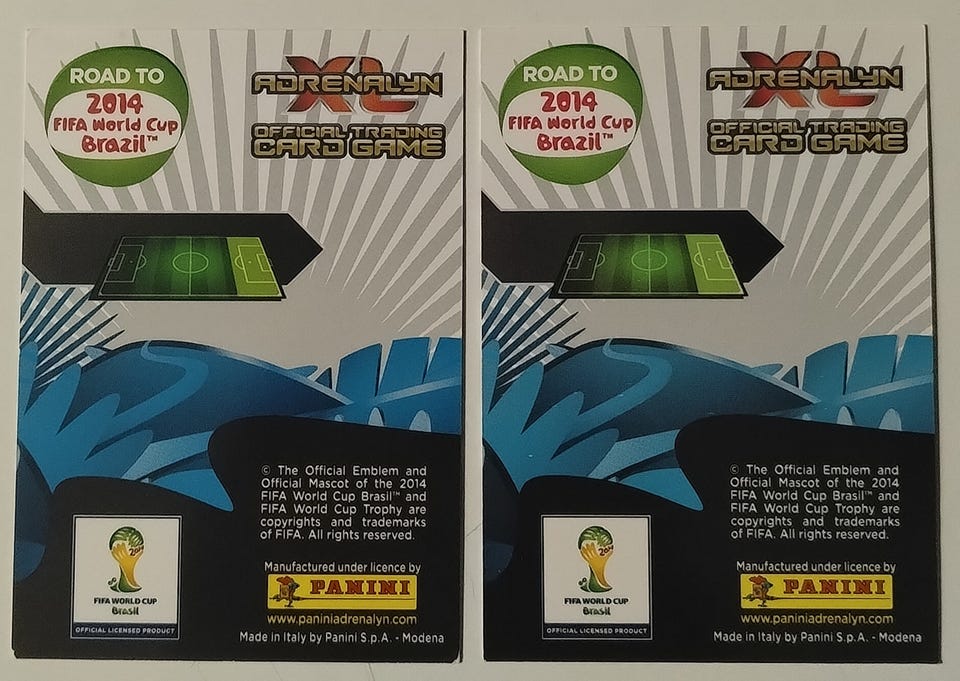 ROAD TO
2014
FIFA World Cup
Brazil™
ADRENALYN
XL
OFFICIAL TRADING
CARD GAME
© The Official Emblem and
Official Mascot of the 2014
FIFA World Cup Brasil™ and
FIFA World Cup Trophy are
copyrights and trademarks
of FIFA. All rights reserved.
2014
FIFA WORLD CUP
Brasil
OFFICIAL LICENSED PRODUCT
Manufactured under licence by
PANINI
www.paniniadrenalyn.com
Made in Italy by Panini S.p.A. - Modena
ROAD TO
2014
FIFA World Cup
Brazil™
ADRENALYN
XL
OFFICIAL TRADING
CARD GAME
© The Official Emblem and
Official Mascot of the 2014
FIFA World Cup Brasil™ and
FIFA World Cup Trophy are
copyrights and trademarks
of FIFA. All rights reserved.
2014
FIFA WORLD CUP
Brasil
OFFICIAL LICENSED PRODUCT
Manufactured under licence by
PANINI
www.paniniadrenalyn.com
Made in Italy by Panini S.p.A. - Modena